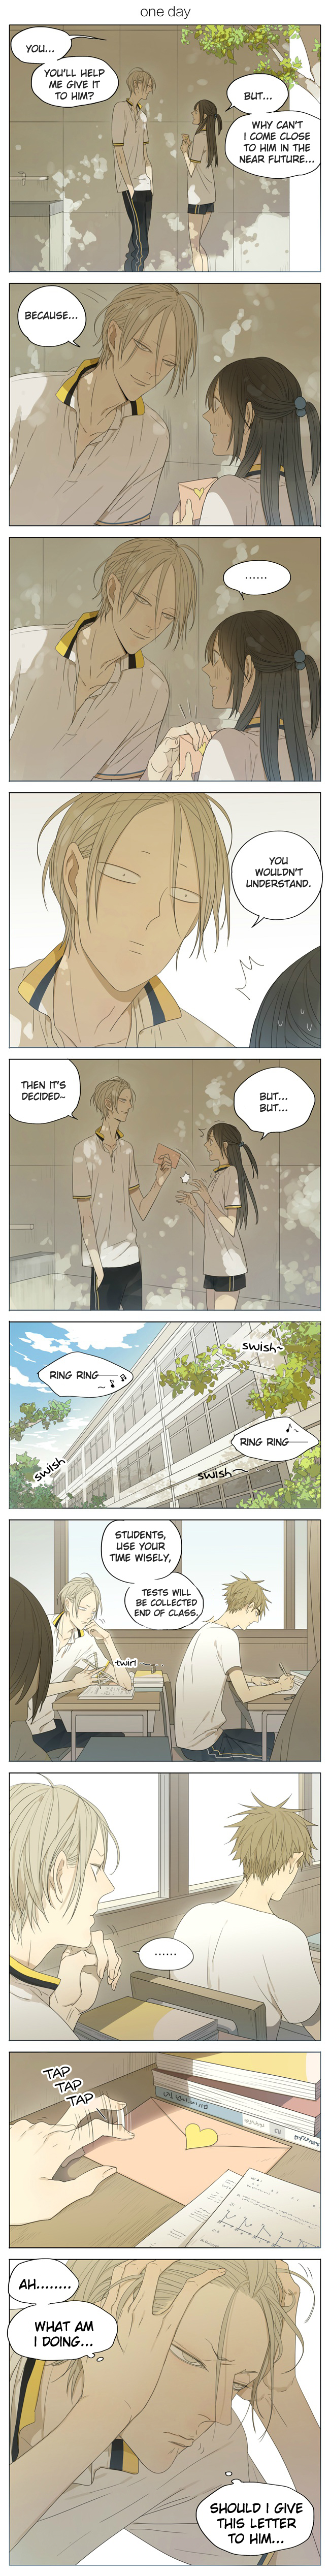 one day
YOU...
YOU'LL HELP
ME GIVE IT
TO HIM?
BUT...
WHY CAN'T
I COME CLOSE
TO HIM IN THE
NEAR FUTURE...
BECAUSE...
......
YOU
WOULDN'T
UNDERSTAND.
THEN IT'S
DECIDED~
BUT...
BUT...
RING RING
swish~
RING RING
swish
swish~
STUDENTS,
USE YOUR
TIME WISELY,
TESTS WILL
BE COLLECTED
END OF CLASS.
twirl
......
TAP
TAP
TAP
AH........
WHAT AM
I DOING...
SHOULD I GIVE
THIS LETTER
TO HIM...